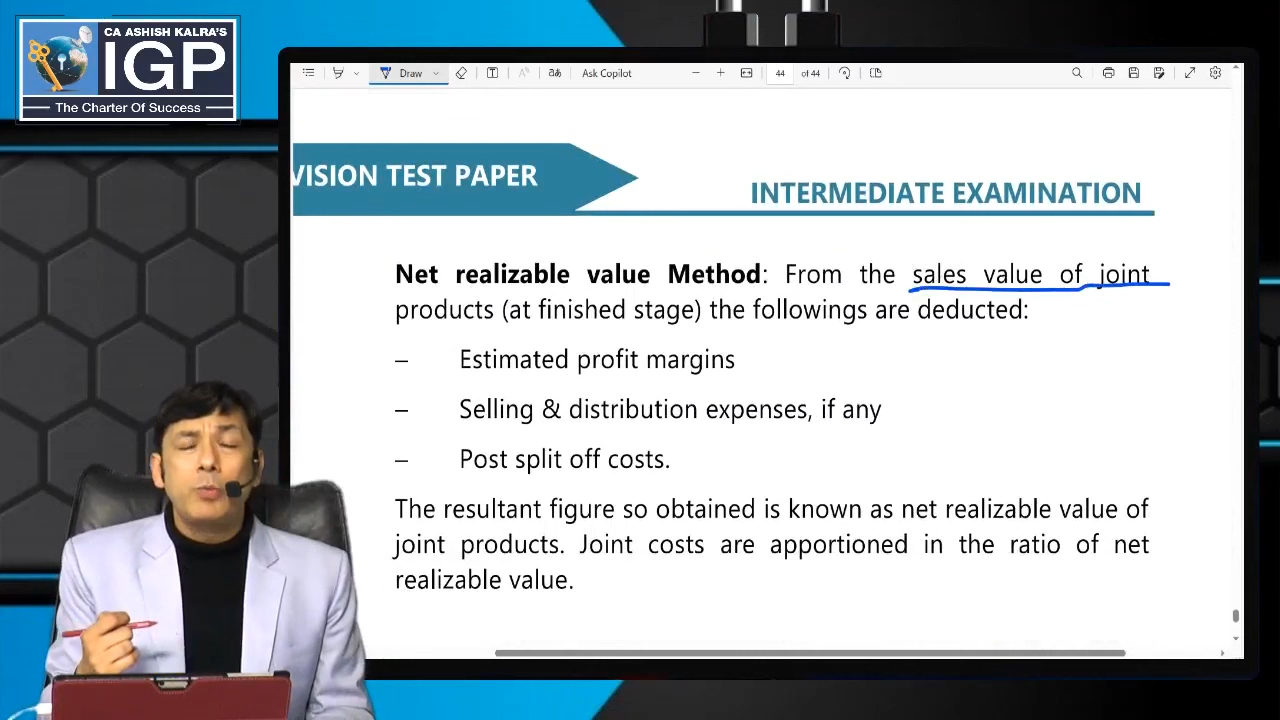 CA ASHISH KALRA'S
IGP
The Charter Of Success
Draw
Ask Copilot
44 of 44
VISION TEST PAPER
INTERMEDIATE EXAMINATION
Net realizable value Method: From the sales value of joint
products (at finished stage) the followings are deducted:
– Estimated profit margins
– Selling & distribution expenses, if any
– Post split off costs.
The resultant figure so obtained is known as net realizable value of
joint products. Joint costs are apportioned in the ratio of net
realizable value.